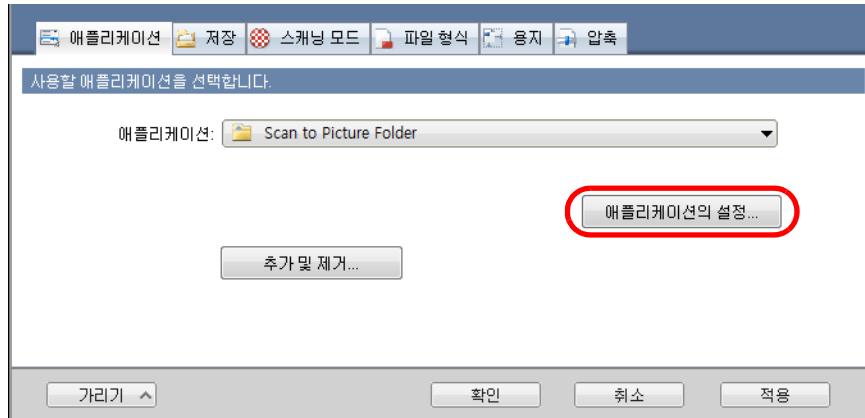 애플리케이션 저장 스캐닝 모드 파일 형식 용지 압축
사용할 애플리케이션을 선택합니다.
애플리케이션: Scan to Picture Folder
애플리케이션의 설정...
추가 및 제거...
가리기 확인 취소 적용